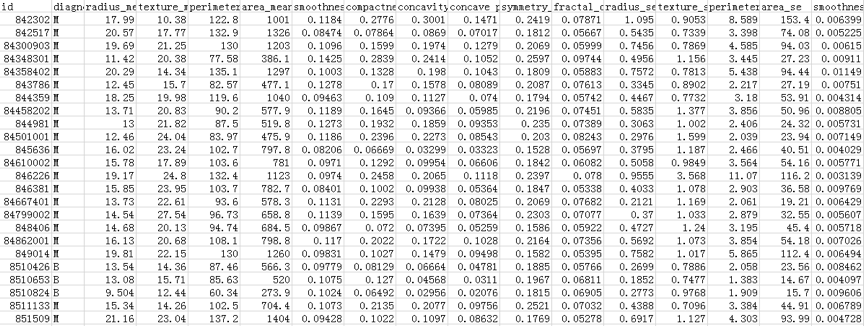 id diagn radius_me texture_m perimeter area_mean smoothnes compactne concavity concave p symmetry_ fractal_d radius_se texture_se perimeter area_se smoothnes
842302 M 17.99 10.38 122.8 1001 0.1184 0.2776 0.3001 0.1471 0.2419 0.07871 1.095 0.9053 8.589 153.4 0.006399
842517 M 20.57 17.77 132.9 1326 0.08474 0.07864 0.0869 0.07017 0.1812 0.05667 0.5435 0.7339 3.398 74.08 0.005225
84300903 M 19.69 21.25 130 1203 0.1096 0.1599 0.1974 0.1279 0.2069 0.05999 0.7456 0.7869 4.585 94.03 0.00615
84348301 M 11.42 20.38 77.58 386.1 0.1425 0.2839 0.2414 0.1052 0.2597 0.09744 0.4956 1.156 3.445 27.23 0.00911
84358402 M 20.29 14.34 135.1 1297 0.1003 0.1328 0.198 0.1043 0.1809 0.05883 0.7572 0.7813 5.438 94.44 0.01149
843786 M 12.45 15.7 82.57 477.1 0.1278 0.17 0.1578 0.08089 0.2087 0.07613 0.3345 0.8902 2.217 27.19 0.00751
844359 M 18.25 19.98 119.6 1040 0.09463 0.109 0.1127 0.074 0.1794 0.05742 0.4467 0.7732 3.18 53.91 0.004314
84458202 M 13.71 20.83 90.2 577.9 0.1189 0.1645 0.09366 0.05985 0.2196 0.07451 0.5835 1.377 3.856 50.96 0.008805
844981 M 13 21.82 87.5 519.8 0.1273 0.1932 0.1859 0.09353 0.235 0.07389 0.3063 1.002 2.406 24.32 0.005731
84501001 M 12.46 24.04 83.97 475.9 0.1186 0.2396 0.2273 0.08543 0.203 0.08243 0.2976 1.599 2.039 23.94 0.007149
845636 M 16.02 23.24 102.7 797.8 0.08206 0.06669 0.03299 0.03323 0.1528 0.05697 0.3795 1.187 2.466 40.51 0.004029
84610002 M 15.78 17.89 103.6 781 0.0971 0.1292 0.09954 0.06606 0.1842 0.06082 0.5058 0.9849 3.564 54.16 0.005771
846226 M 19.17 24.8 132.4 1123 0.0974 0.2458 0.2065 0.1118 0.2397 0.078 0.9555 3.568 11.07 116.2 0.003139
846381 M 15.85 23.95 103.7 782.7 0.08401 0.1002 0.09938 0.05364 0.1847 0.05338 0.4033 1.078 2.903 36.58 0.009769
84667401 M 13.73 22.61 93.6 578.3 0.1131 0.2293 0.2128 0.08025 0.2069 0.07682 0.2121 1.169 2.061 19.21 0.006429
84799002 M 14.54 27.54 96.73 658.8 0.1139 0.1595 0.1639 0.07364 0.2303 0.07077 0.37 1.033 2.879 32.55 0.005607
848406 M 14.68 20.13 94.74 684.5 0.09867 0.072 0.07395 0.05259 0.1586 0.05922 0.4727 1.24 3.195 45.4 0.005718
84862001 M 16.13 20.68 108.1 798.8 0.117 0.2022 0.1722 0.1028 0.2164 0.07356 0.5692 1.073 3.854 54.18 0.007026
849014 M 19.81 22.15 130 1260 0.09831 0.1027 0.1479 0.09498 0.1582 0.05395 0.7582 1.017 5.865 112.4 0.006494
8510426 B 13.54 14.36 87.46 566.3 0.09779 0.08129 0.06664 0.04781 0.1885 0.05766 0.2699 0.7886 2.058 23.56 0.008462
8510653 B 13.08 15.71 85.63 520 0.1075 0.127 0.04568 0.0311 0.1967 0.06811 0.1852 0.7477 1.383 14.67 0.004097
8510824 B 9.504 12.44 60.34 273.9 0.1024 0.06492 0.02956 0.02076 0.1815 0.06905 0.2773 0.9768 1.909 15.7 0.009606
8511133 M 15.34 14.26 102.5 704.4 0.1073 0.2135 0.2077 0.09756 0.2521 0.07032 0.4388 0.7096 3.384 44.91 0.006789
851509 M 21.16 23.04 137.2 1404 0.09428 0.1022 0.1097 0.08632 0.1769 0.05278 0.6917 1.127 4.303 93.99 0.004728